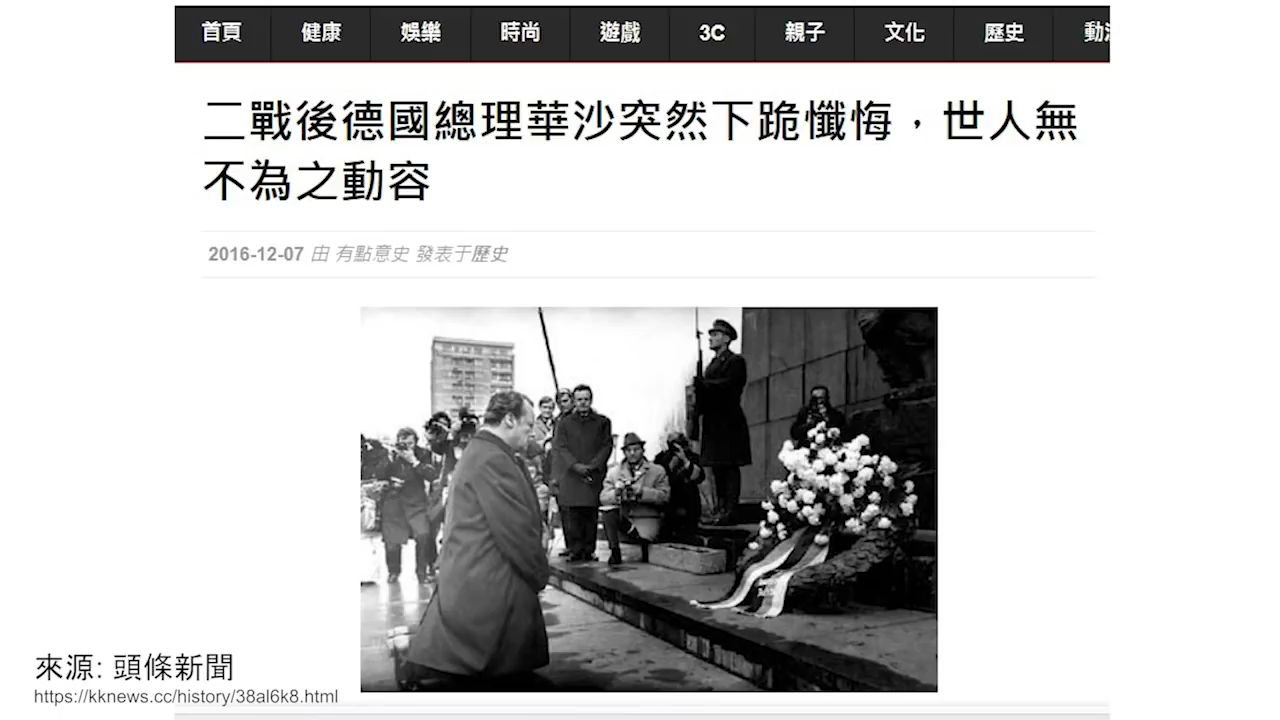 首頁 健康 娛樂 時尚 遊戲 3C 親子 文化 歷史 動漫
二戰後德國總理華沙突然下跪懺悔，世人無
不為之動容
2016-12-07 由 有點意史 發表于歷史
來源: 頭條新聞
https://kknews.cc/history/38al6k8.html